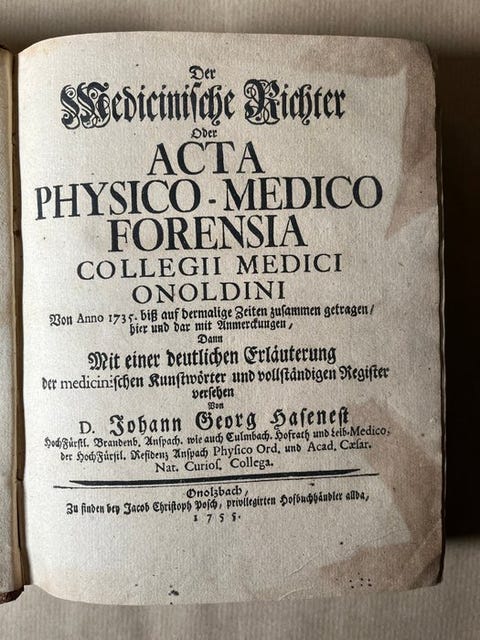 Der
Medicinische Richter
Oder
ACTA
PHYSICO-MEDICO
FORENSIA
COLLEGII MEDICI
ONOLDINI
Von Anno 1735. biß auf dermalige Zeiten zusammen getragen/
hier und dar mit Anmerckungen,
Dann
Mit einer deutlichen Erläuterung
der medicinischen Kunstwörter und vollständigen Register
versehen
Von
D. Johann Georg Hasenest
HochFürstl. Brandenb. Anspach. wie auch Culmbach. Hofrath und Leib-Medico,
der HochFürstl. Residenz Anspach Physico Ord. und Acad. Cæsar.
Nat. Curios. Collega.
Onolzbach,
Zu finden bey Jacob Christoph Posch, privilegirten Hofbuchhändler allda,
1755.